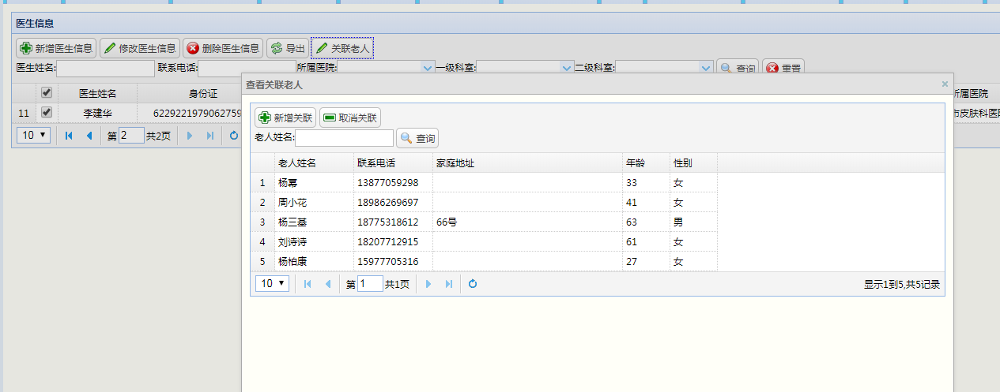 医生信息
新增医生信息 修改医生信息 删除医生信息 导出 关联老人
医生姓名: 联系电话: 所属医院: 一级科室: 二级科室: 查询 重置
查看关联老人
医生姓名 身份证 所属医院
11 李建华 6229221979062759 市皮肤科医
10 第 2 共2页
新增关联 取消关联
老人姓名: 查询
老人姓名 联系电话 家庭地址 年龄 性别
1 杨幂 13877059298 33 女
2 周小花 18986269697 41 女
3 杨三基 18775318612 66号 63 男
4 刘诗诗 18207712915 61 女
5 杨柏康 15977705316 27 女
10 第 1 共1页 显示1到5,共5记录